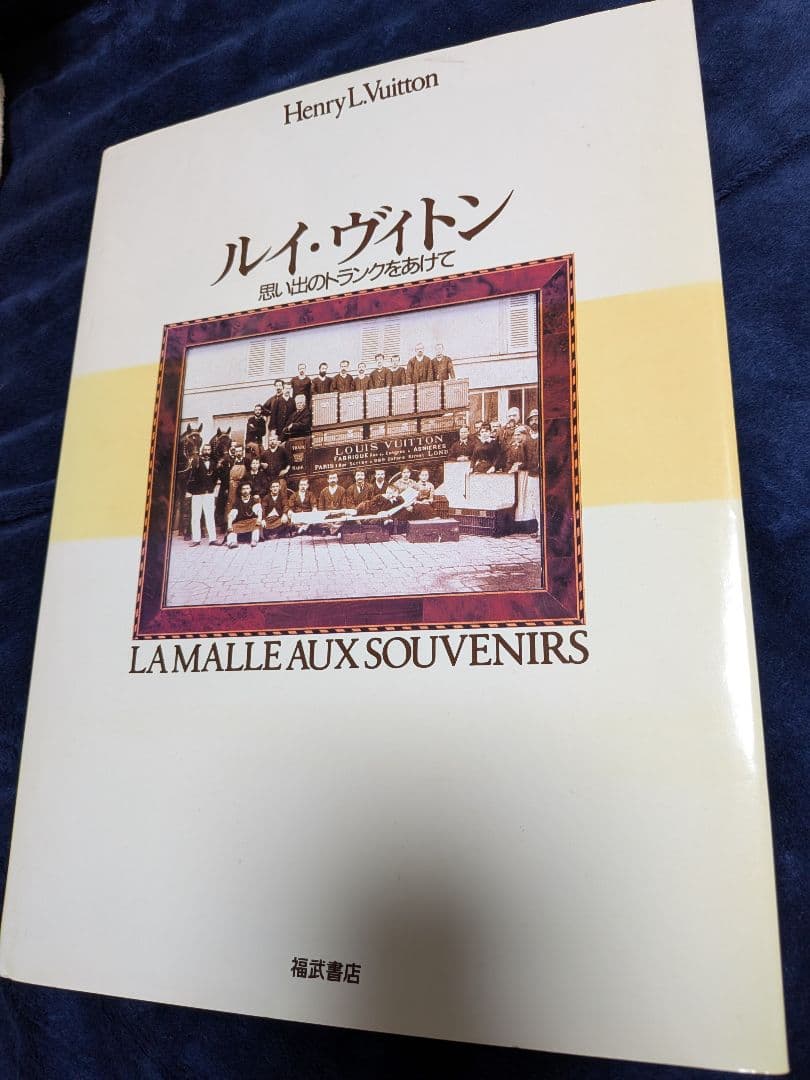 Henry L.Vuitton
ルイ・ヴィトン
思い出のトランクをあけて
LOUIS VUITTON
LA MALLE AUX SOUVENIRS
福武書店